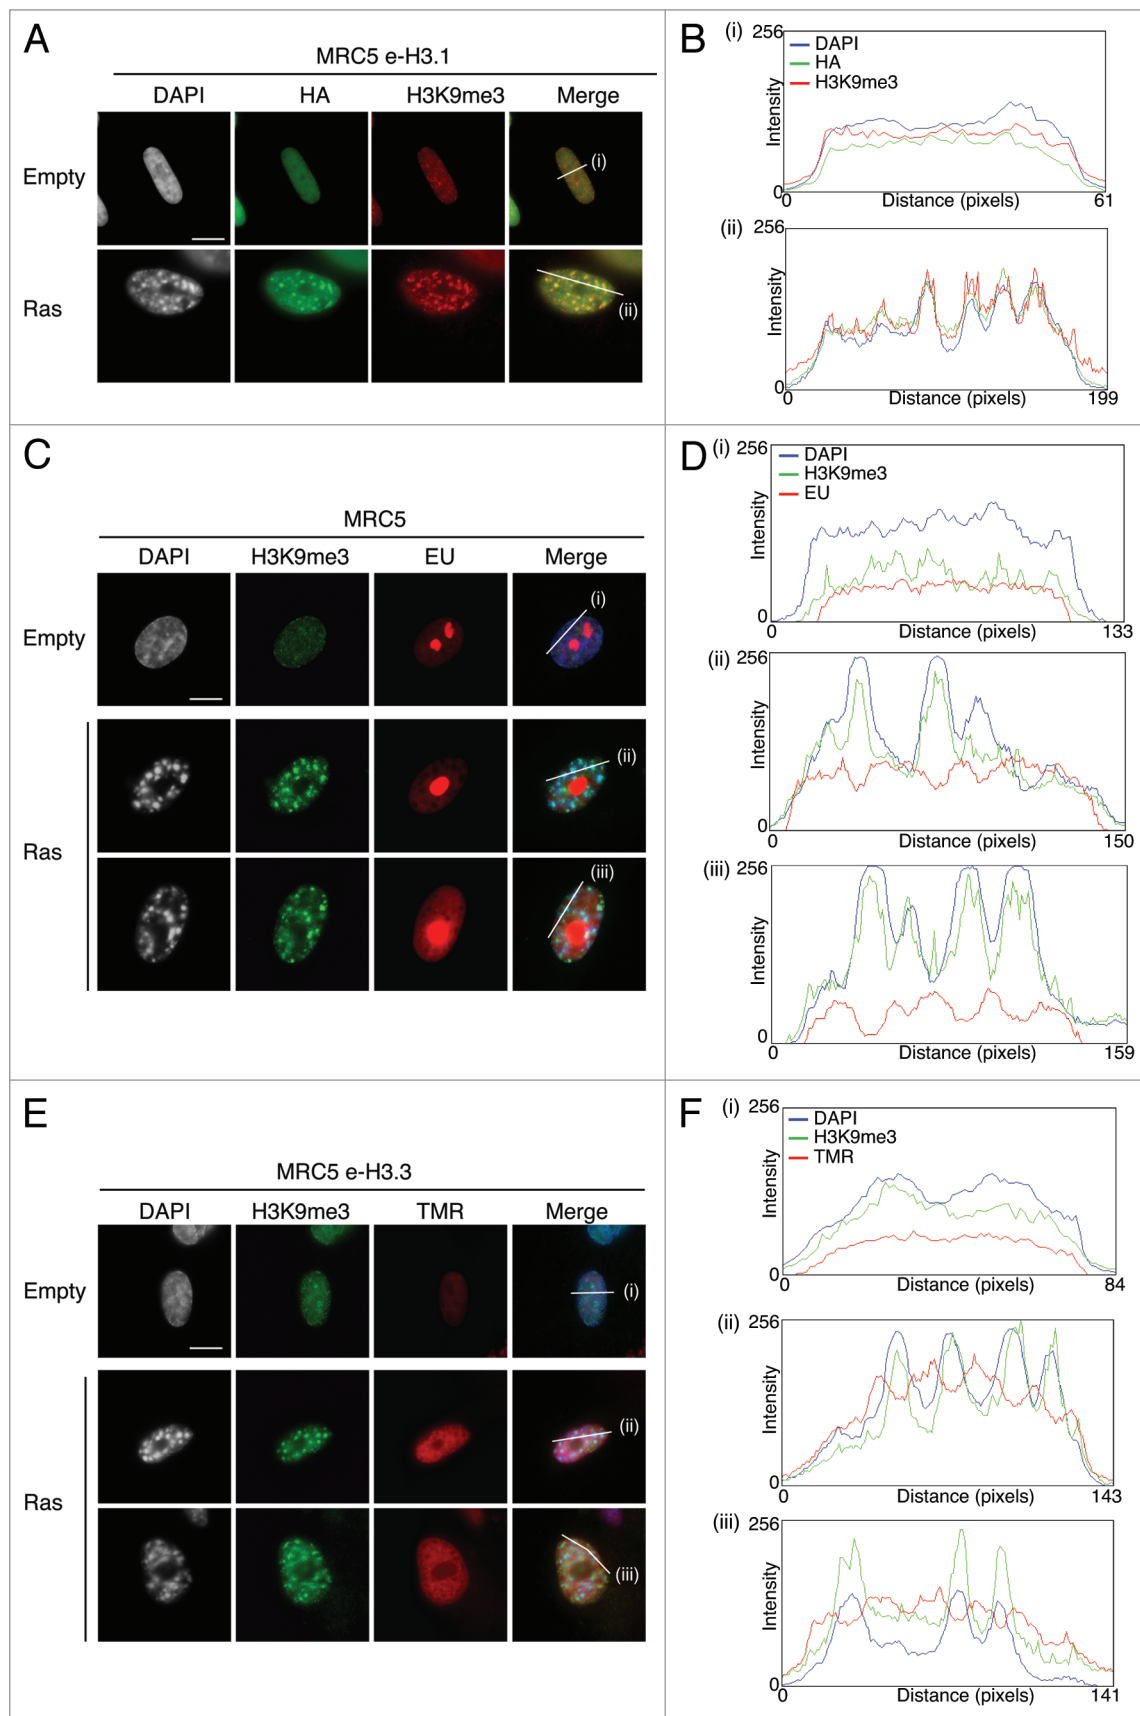 A
MRC5 e-H3.1
DAPI HA H3K9me3 Merge
Empty
(i)
Ras
(ii)
B
(i)
256
DAPI
HA
H3K9me3
Intensity
0
0 Distance (pixels) 61
(ii)
256
Intensity
0
0 Distance (pixels) 199
C
MRC5
DAPI H3K9me3 EU Merge
Empty
(i)
(ii)
Ras
(iii)
D
(i)
256
DAPI
H3K9me3
EU
Intensity
0
0 Distance (pixels) 133
(ii)
256
Intensity
0
0 Distance (pixels) 150
(iii)
256
Intensity
0
0 Distance (pixels) 159
E
MRC5 e-H3.3
DAPI H3K9me3 TMR Merge
Empty
(i)
(ii)
Ras
(iii)
F
(i)
256
DAPI
H3K9me3
TMR
Intensity
0
0 Distance (pixels) 84
(ii)
256
Intensity
0
0 Distance (pixels) 143
(iii)
256
Intensity
0
0 Distance (pixels) 141